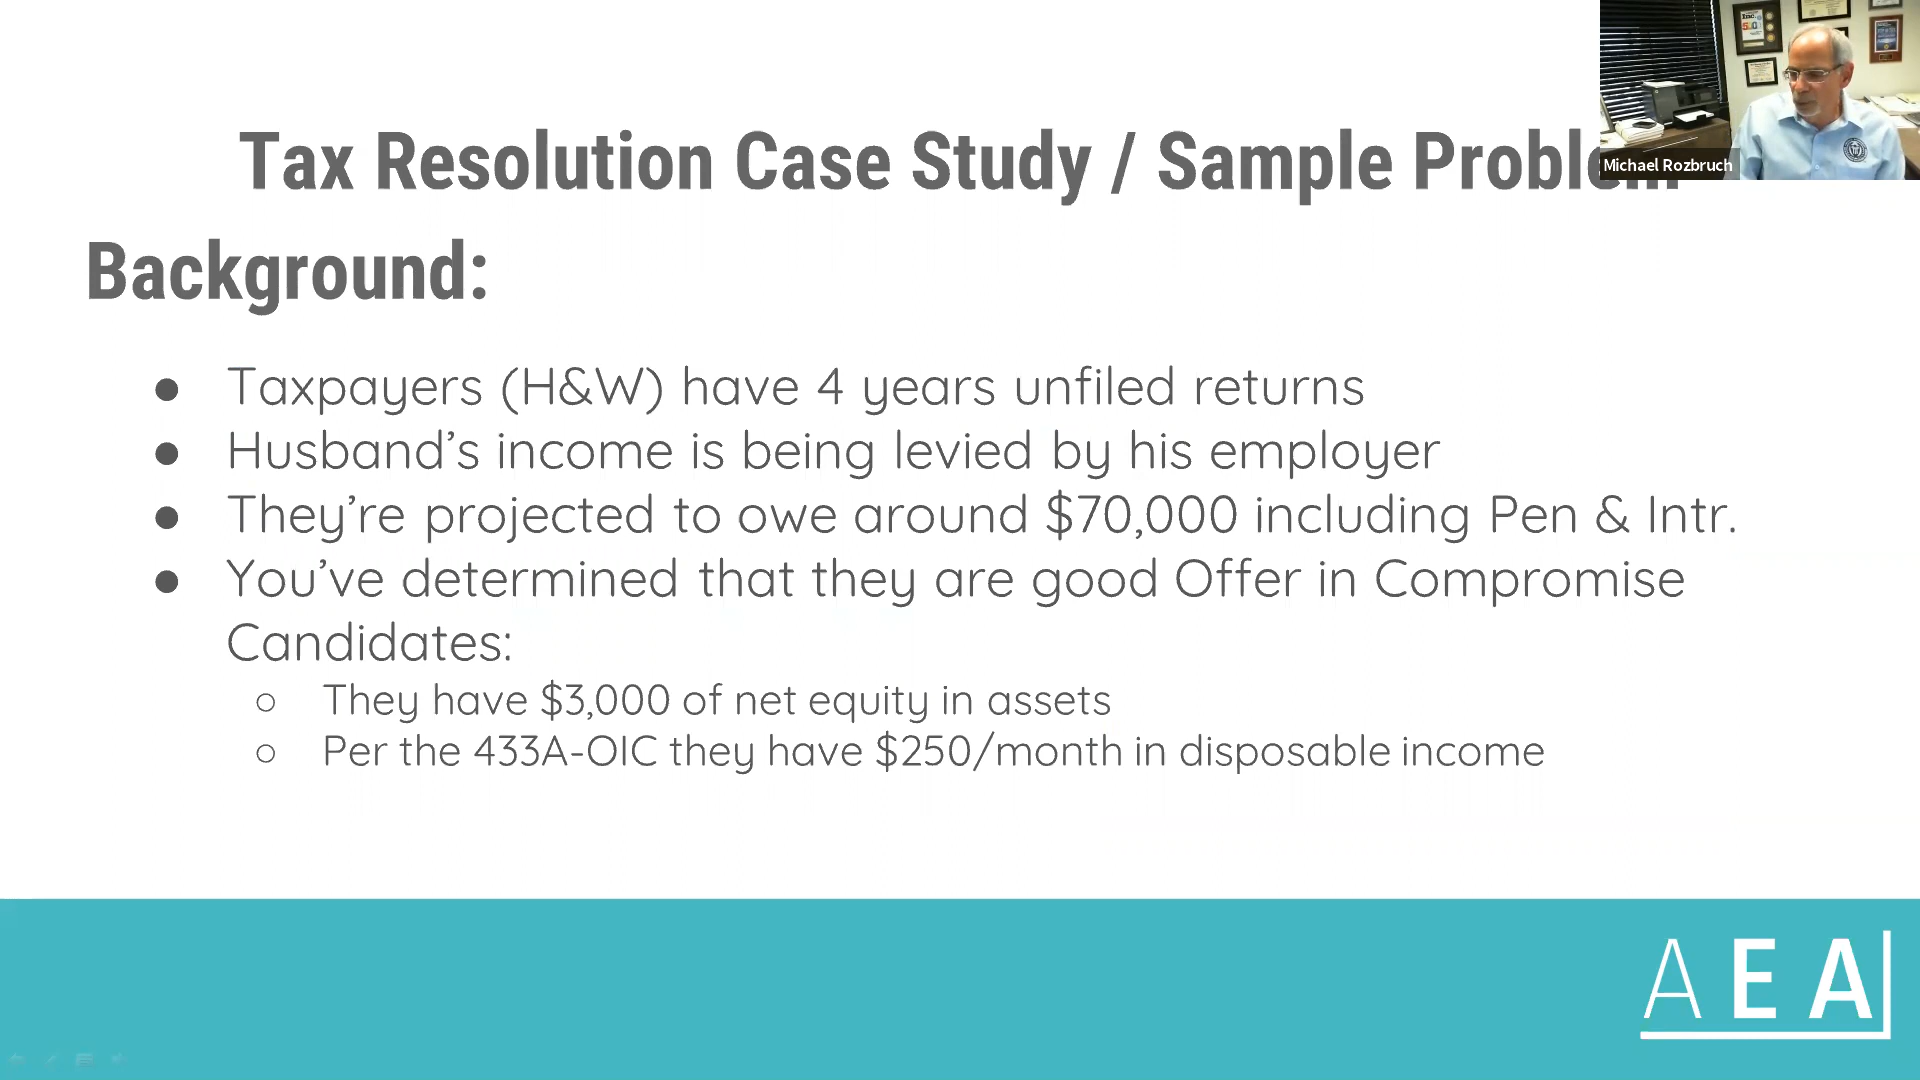 Tax Resolution Case Study / Sample Problem
Michael Rozbruch
Background:
● Taxpayers (H&W) have 4 years unfiled returns
● Husband’s income is being levied by his employer
● They’re projected to owe around $70,000 including Pen & Intr.
● You’ve determined that they are good Offer in Compromise
Candidates:
○ They have $3,000 of net equity in assets
○ Per the 433A-OIC they have $250/month in disposable income
AEA